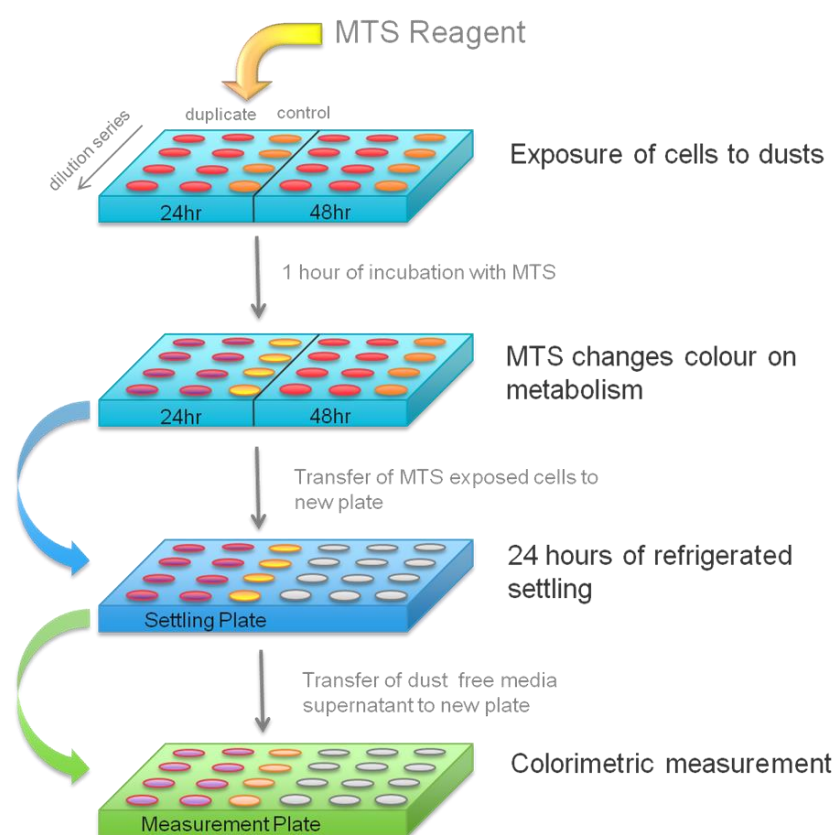 MTS Reagent
duplicate control
dilution series
Exposure of cells to dusts
24hr 48hr
1 hour of incubation with MTS
MTS changes colour on
metabolism
24hr 48hr
Transfer of MTS exposed cells to
new plate
24 hours of refrigerated
settling
Settling Plate
Transfer of dust free media
supernatant to new plate
Colorimetric measurement
Measurement Plate